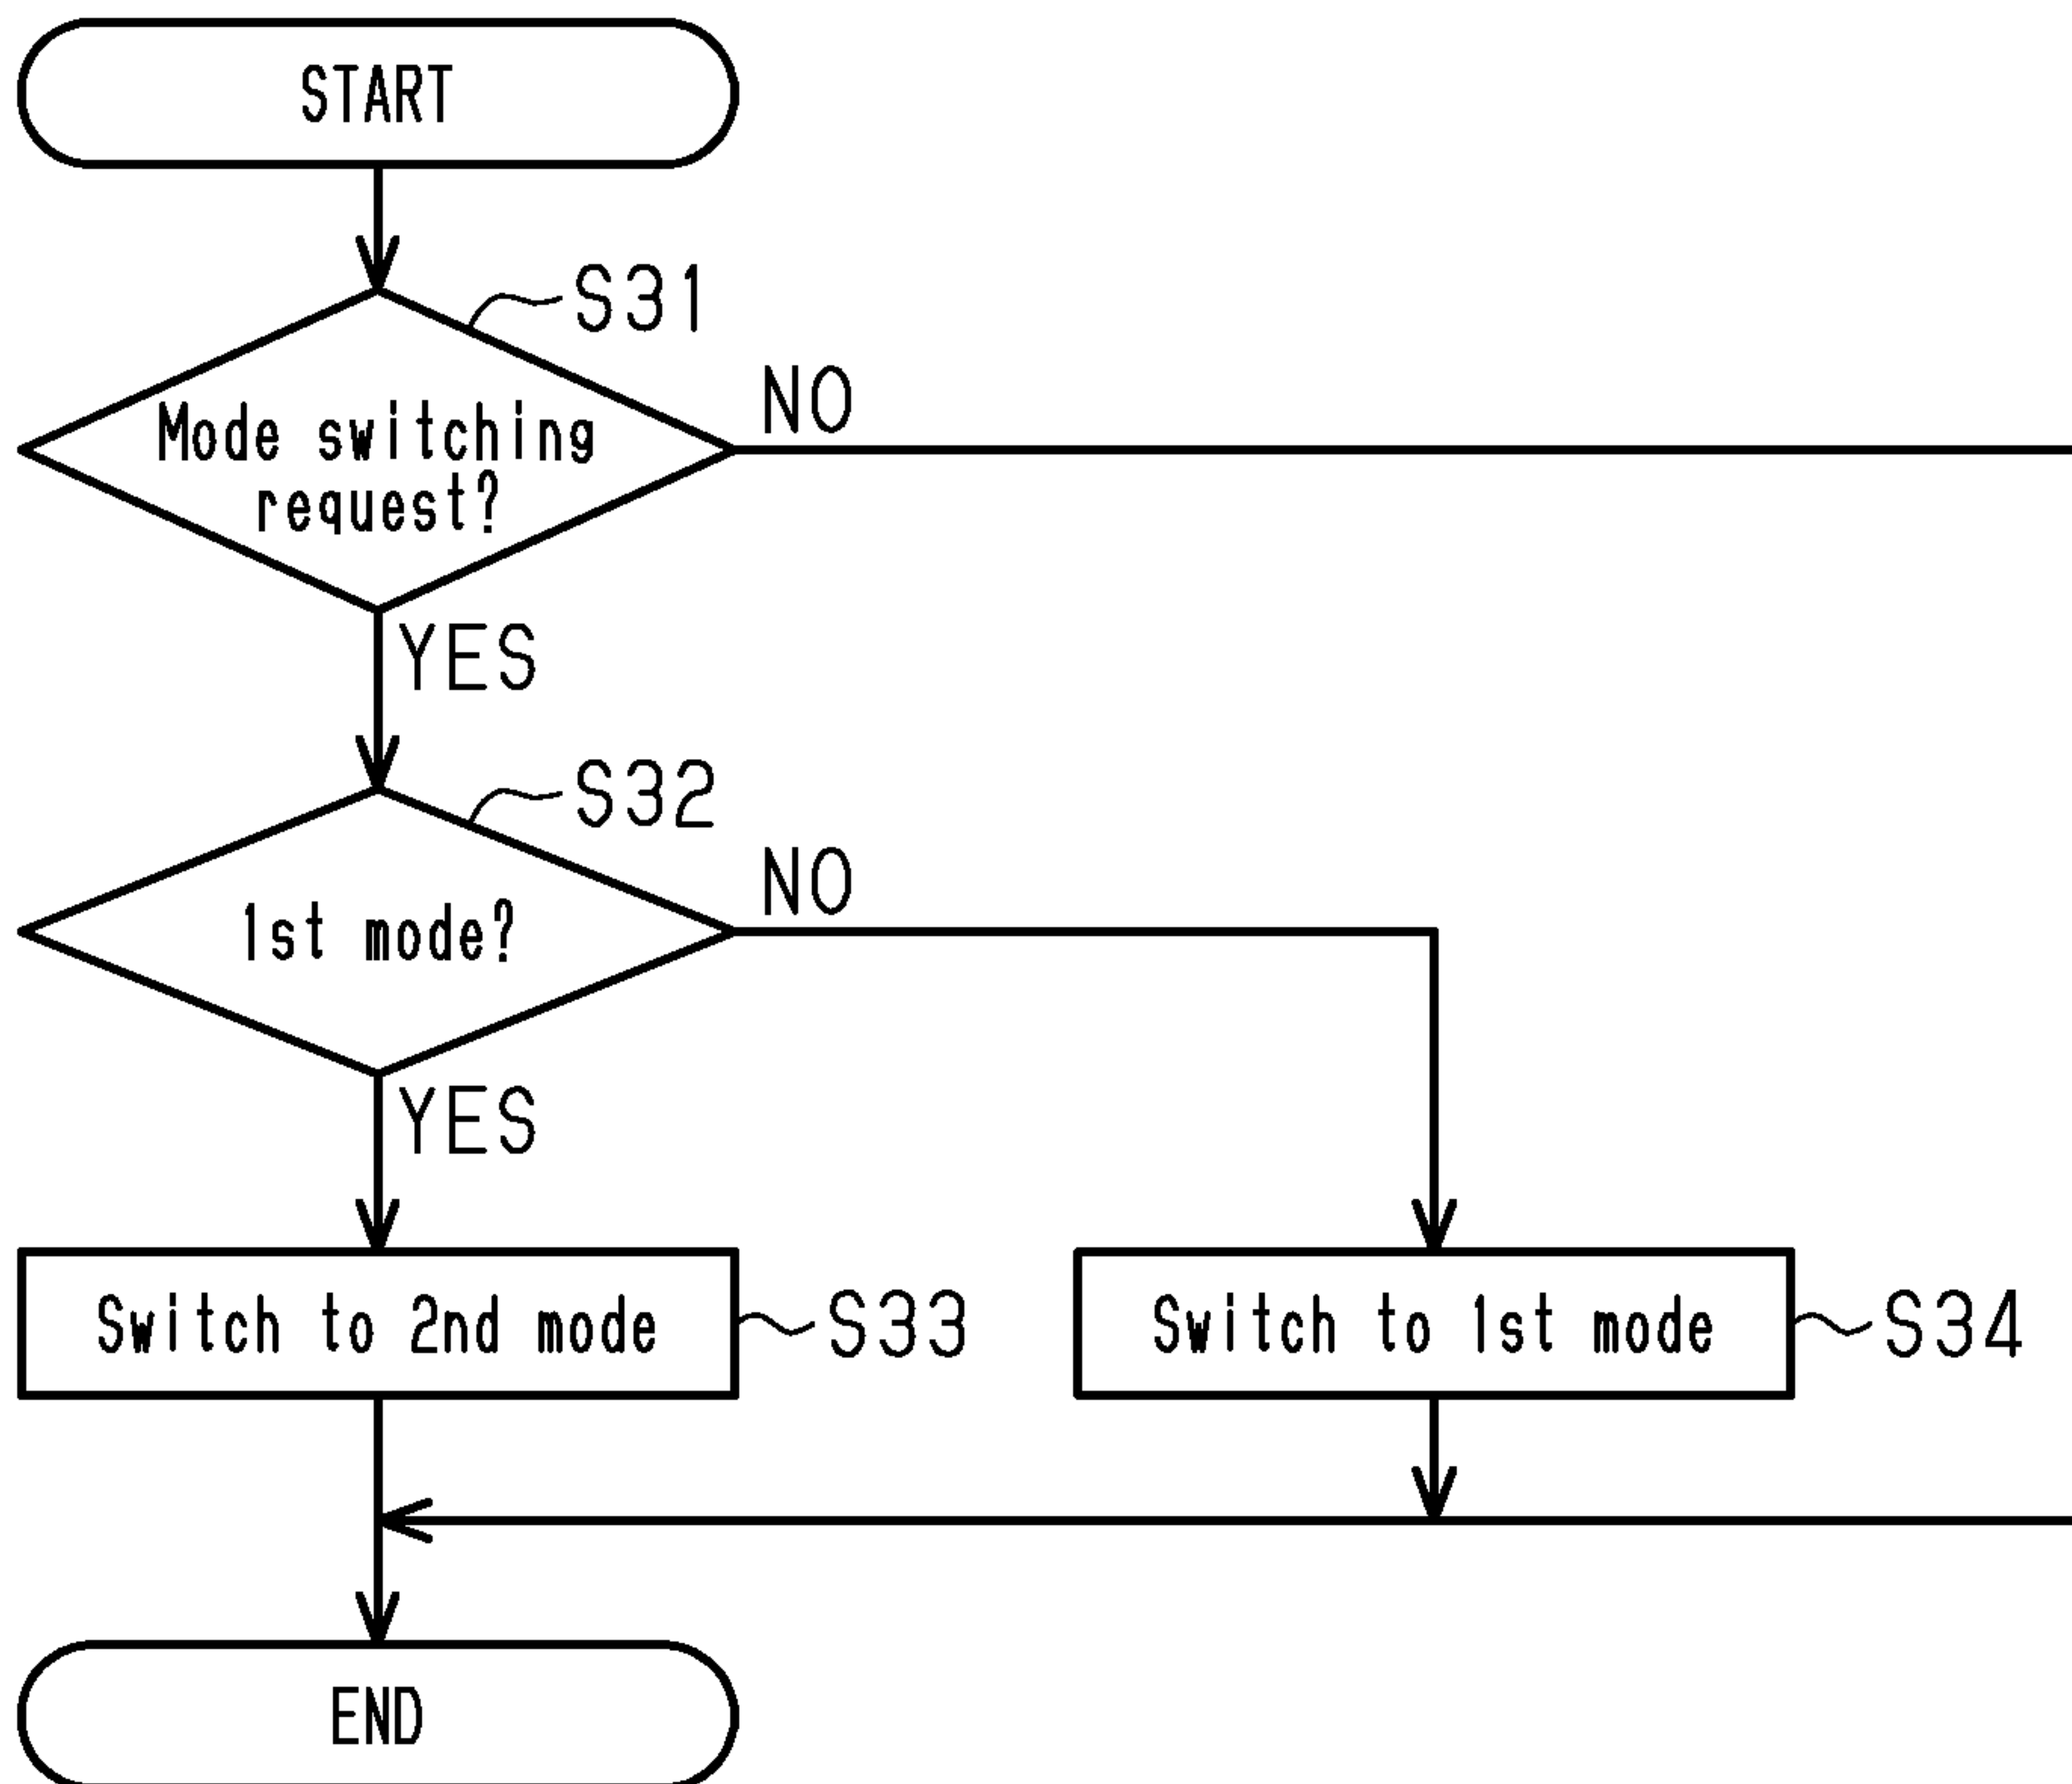 START
S31
NO
Mode switching
request?
YES
S32
NO
1st mode?
YES
Switch to 2nd mode
S33
Switch to 1st mode
S34
END